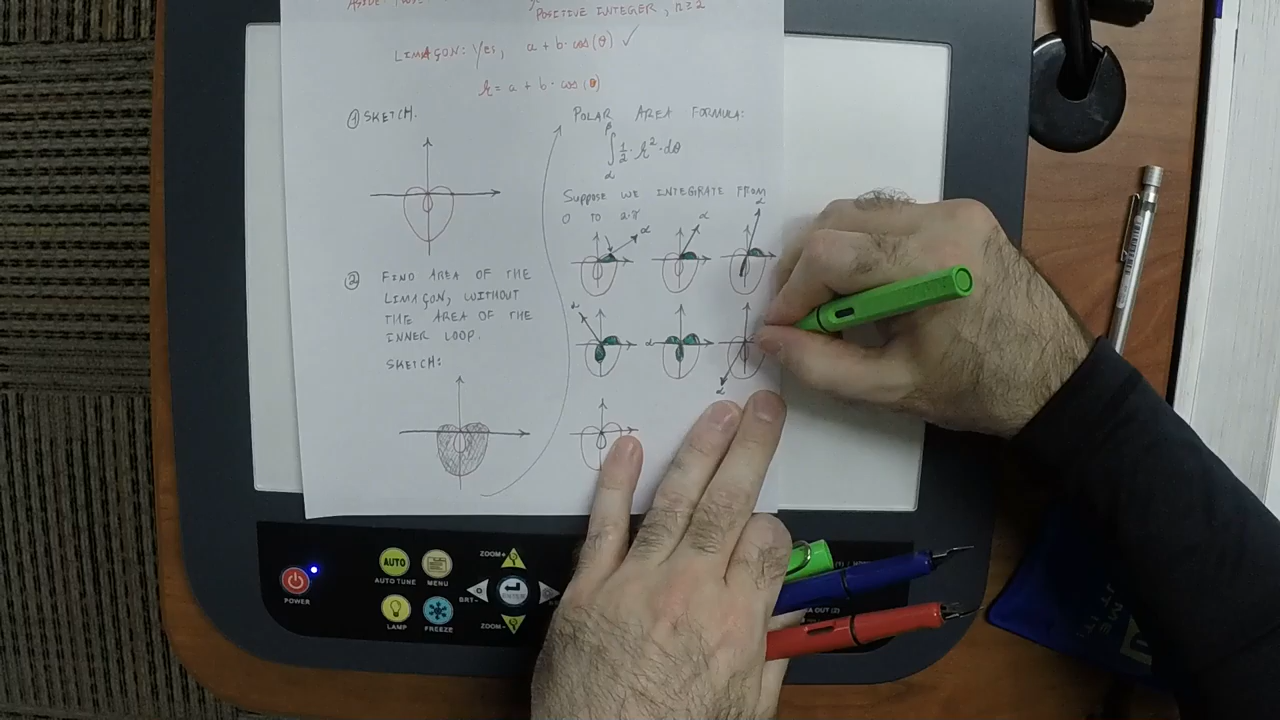 POSITIVE INTEGER, n≥2
LIMAÇON: Yes, a + b·cos(θ) ✓
r = a + b·cos(θ)
① SKETCH.
② FIND AREA OF THE
LIMAÇON, WITHOUT
THE AREA OF THE
INNER LOOP.
SKETCH:
POLAR AREA FORMULA:
∫ 1/2 · r² · dθ
β
α
SUPPOSE WE INTEGRATE FROM
0 TO 2·π
α
α
α
α
α
α
POWER
AUTO
AUTO TUNE
MENU
LAMP
FREEZE
ZOOM+
BRT-
ENTER
ZOOM-